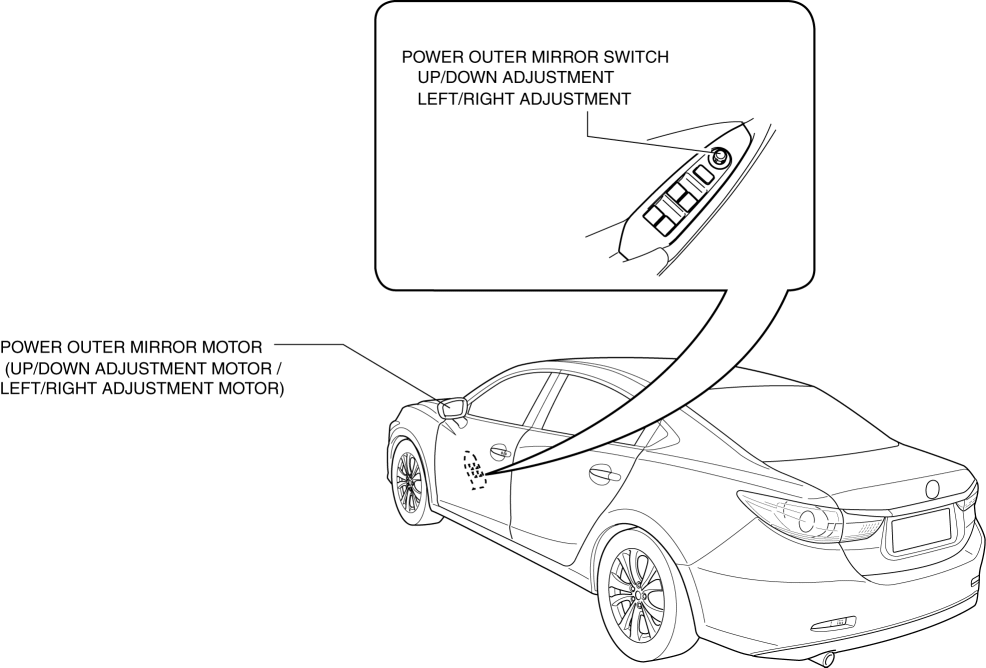 POWER OUTER MIRROR SWITCH
UP/DOWN ADJUSTMENT
LEFT/RIGHT ADJUSTMENT
POWER OUTER MIRROR MOTOR
(UP/DOWN ADJUSTMENT MOTOR /
LEFT/RIGHT ADJUSTMENT MOTOR)